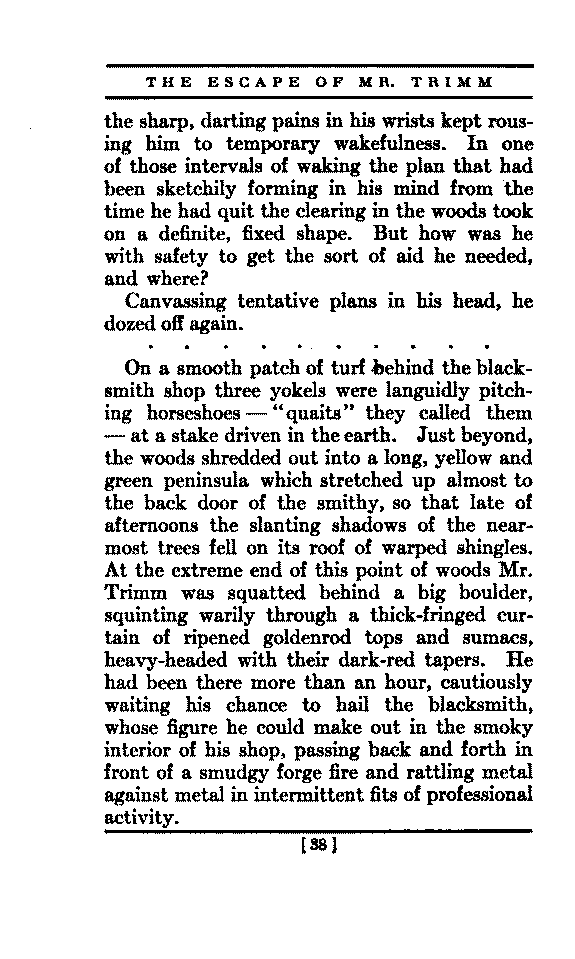 THE ESCAPE OF MR. TRIMM
the sharp, darting pains in his wrists kept rous-
ing him to temporary wakefulness. In one
of those intervals of waking the plan that had
been sketchily forming in his mind from the
time he had quit the clearing in the woods took
on a definite, fixed shape. But how was he
with safety to get the sort of aid he needed,
and where?
Canvassing tentative plans in his head, he
dozed off again.
. . . . . . . . . .
On a smooth patch of turf behind the black-
smith shop three yokels were languidly pitch-
ing horseshoes — "quaits" they called them
— at a stake driven in the earth. Just beyond,
the woods shredded out into a long, yellow and
green peninsula which stretched up almost to
the back door of the smithy, so that late of
afternoons the slanting shadows of the near-
most trees fell on its roof of warped shingles.
At the extreme end of this point of woods Mr.
Trimm was squatted behind a big boulder,
squinting warily through a thick-fringed cur-
tain of ripened goldenrod tops and sumacs,
heavy-headed with their dark-red tapers. He
had been there more than an hour, cautiously
waiting his chance to hail the blacksmith,
whose figure he could make out in the smoky
interior of his shop, passing back and forth in
front of a smudgy forge fire and rattling metal
against metal in intermittent fits of professional
activity.
[38]